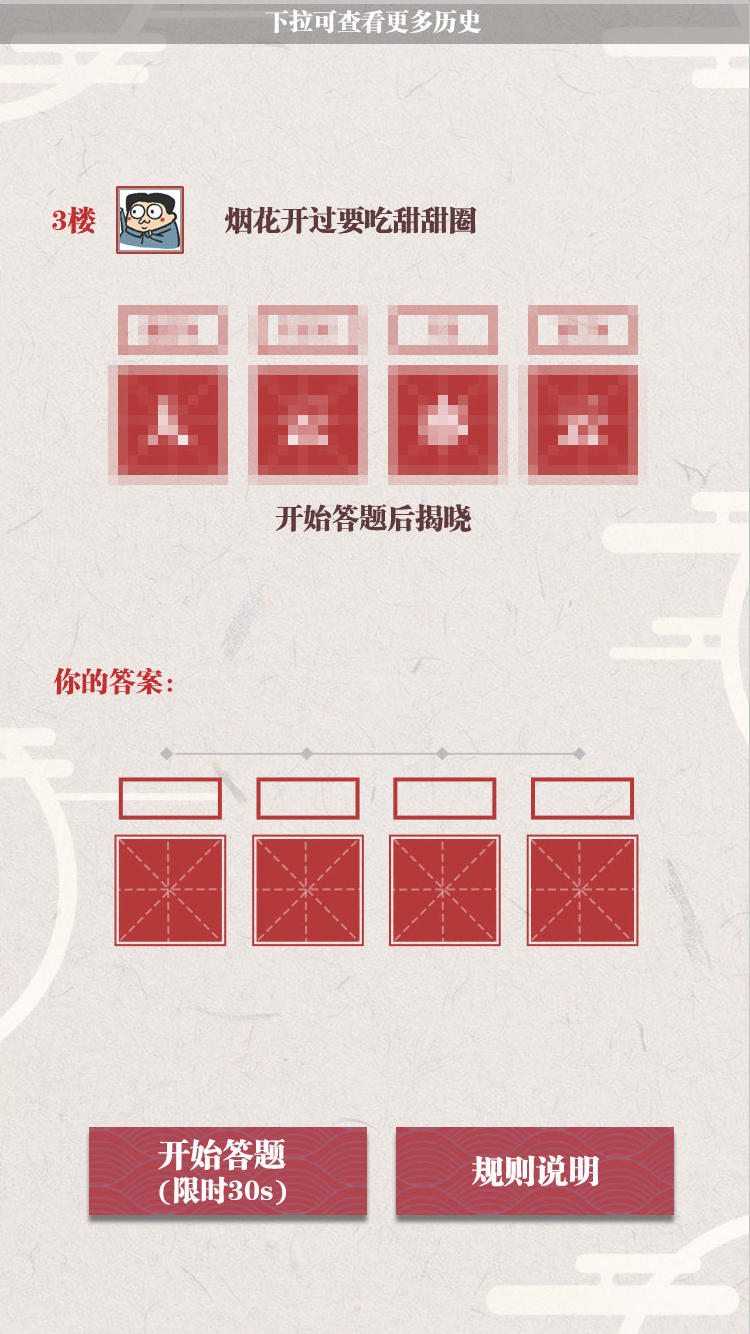 下拉可查看更多历史
3楼
烟花开过要吃甜甜圈
开始答题后揭晓
你的答案：
开始答题
（限时30s）
规则说明